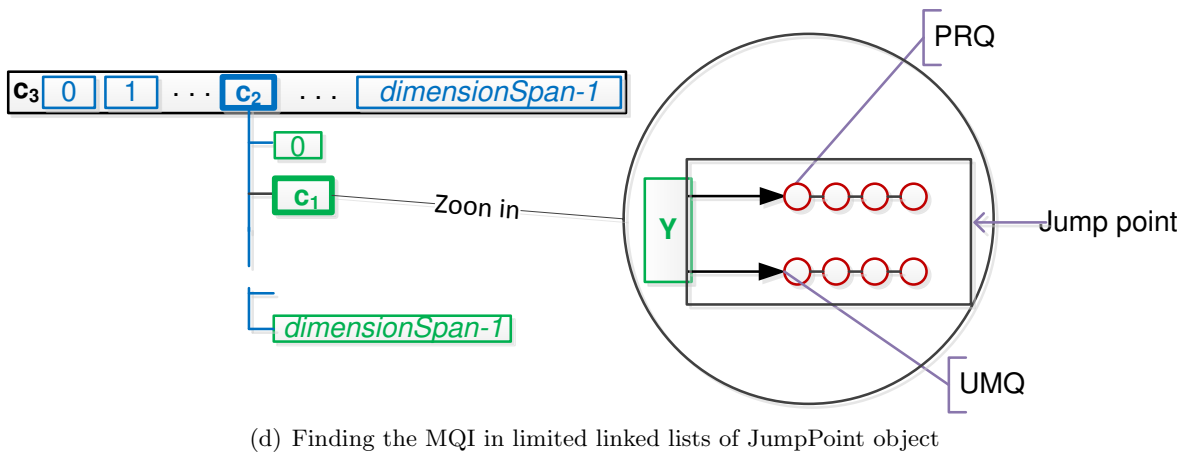 PRQ
c3 0 1 . . . c2 . . . dimensionSpan-1
0
c1
Zoon in
Y
Jump point
dimensionSpan-1
UMQ
(d) Finding the MQI in limited linked lists of JumpPoint object